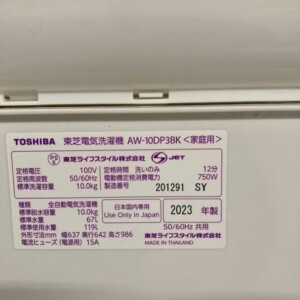 TOSHIBA 東芝電気洗濯機 AW-10DP3BK <家庭用>
東芝ライフスタイル株式会社 JET
定格電圧 100V
定格周波数 50/60Hz
標準洗濯容量 10.0kg
定格時間 洗いのみ 12分
電動機定格消費電力 750W
製造番号 201291 SY
種類 全自動電気洗濯機
標準脱水容量 10.0kg
標準水量 67L
標準使用水量 119L
外形寸法mm 幅637 奥行642 高さ986
電流ヒューズ(電源用) 15A
日本国内専用
Use Only in Japan
2023 年製
50/60Hz 共用
東芝ライフスタイル株式会社
MADE IN THAILAND